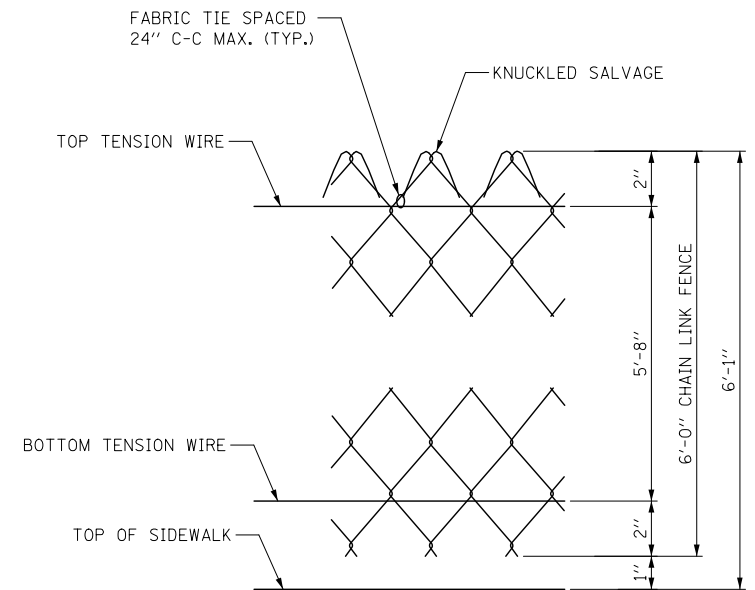 FABRIC TIE SPACED
24" C-C MAX. (TYP.)
KNUCKLED SALVAGE
TOP TENSION WIRE
2"
5'-8"
6'-0" CHAIN LINK FENCE
6'-1"
BOTTOM TENSION WIRE
2"
TOP OF SIDEWALK
1"